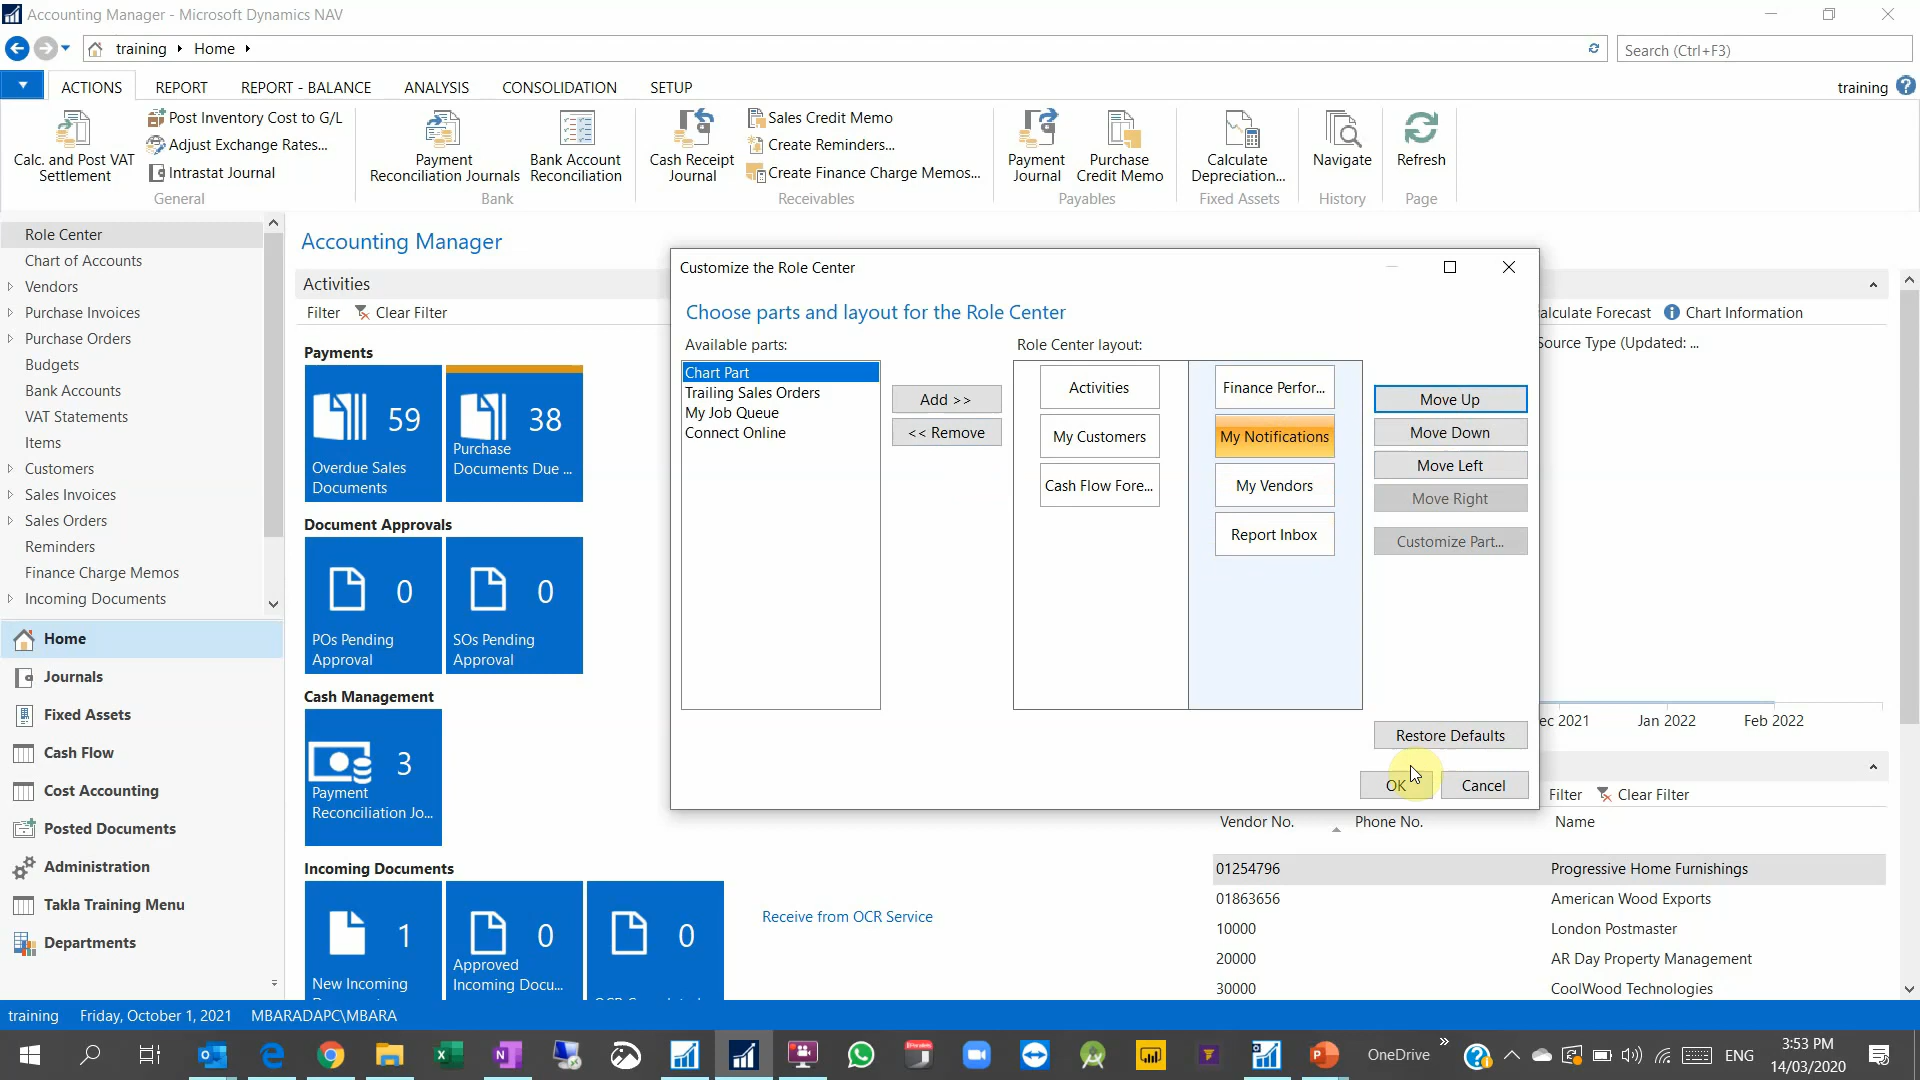 Accounting Manager - Microsoft Dynamics NAV
training Home
Search (Ctrl+F3)
ACTIONS REPORT REPORT - BALANCE ANALYSIS CONSOLIDATION SETUP
training
Calc. and Post VAT
Settlement
Post Inventory Cost to G/L
Adjust Exchange Rates...
Intrastat Journal
General
Payment
Reconciliation Journals
Bank Account
Reconciliation
Bank
Cash Receipt
Journal
Sales Credit Memo
Create Reminders...
Create Finance Charge Memos...
Receivables
Payment
Journal
Purchase
Credit Memo
Payables
Calculate
Depreciation...
Fixed Assets
Navigate
History
Refresh
Page
Role Center
Chart of Accounts
Vendors
Purchase Invoices
Purchase Orders
Budgets
Bank Accounts
VAT Statements
Items
Customers
Sales Invoices
Sales Orders
Reminders
Finance Charge Memos
Incoming Documents
Home
Journals
Fixed Assets
Cash Flow
Cost Accounting
Posted Documents
Administration
Takla Training Menu
Departments
Accounting Manager
Activities
Filter Clear Filter
Payments
59
Overdue Sales
Documents
38
Purchase
Documents Due ...
Document Approvals
0
POs Pending
Approval
0
SOs Pending
Approval
Cash Management
3
Payment
Reconciliation Jo...
Incoming Documents
1
New Incoming
0
Approved
Incoming Docu...
0
Receive from OCR Service
Customize the Role Center
Choose parts and layout for the Role Center
Available parts:
Chart Part
Trailing Sales Orders
My Job Queue
Connect Online
Add >>
<< Remove
Role Center layout:
Activities
My Customers
Cash Flow Fore...
Finance Perfor...
My Notifications
My Vendors
Report Inbox
Move Up
Move Down
Move Left
Move Right
Customize Part...
Restore Defaults
OK
Cancel
alculate Forecast Chart Information
Source Type (Updated: ...
ec 2021 Jan 2022 Feb 2022
Filter Clear Filter
Vendor No. Phone No. Name
01254796 Progressive Home Furnishings
01863656 American Wood Exports
10000 London Postmaster
20000 AR Day Property Management
30000 CoolWood Technologies
training Friday, October 1, 2021 MBARADAPC\MBARA
OneDrive
ENG
3:53 PM
14/03/2020